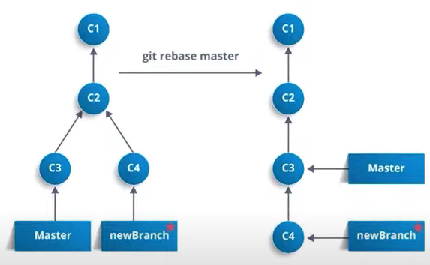 C1
C2
C3
C4
Master
newBranch
git rebase master
C1
C2
C3
Master
C4
newBranch